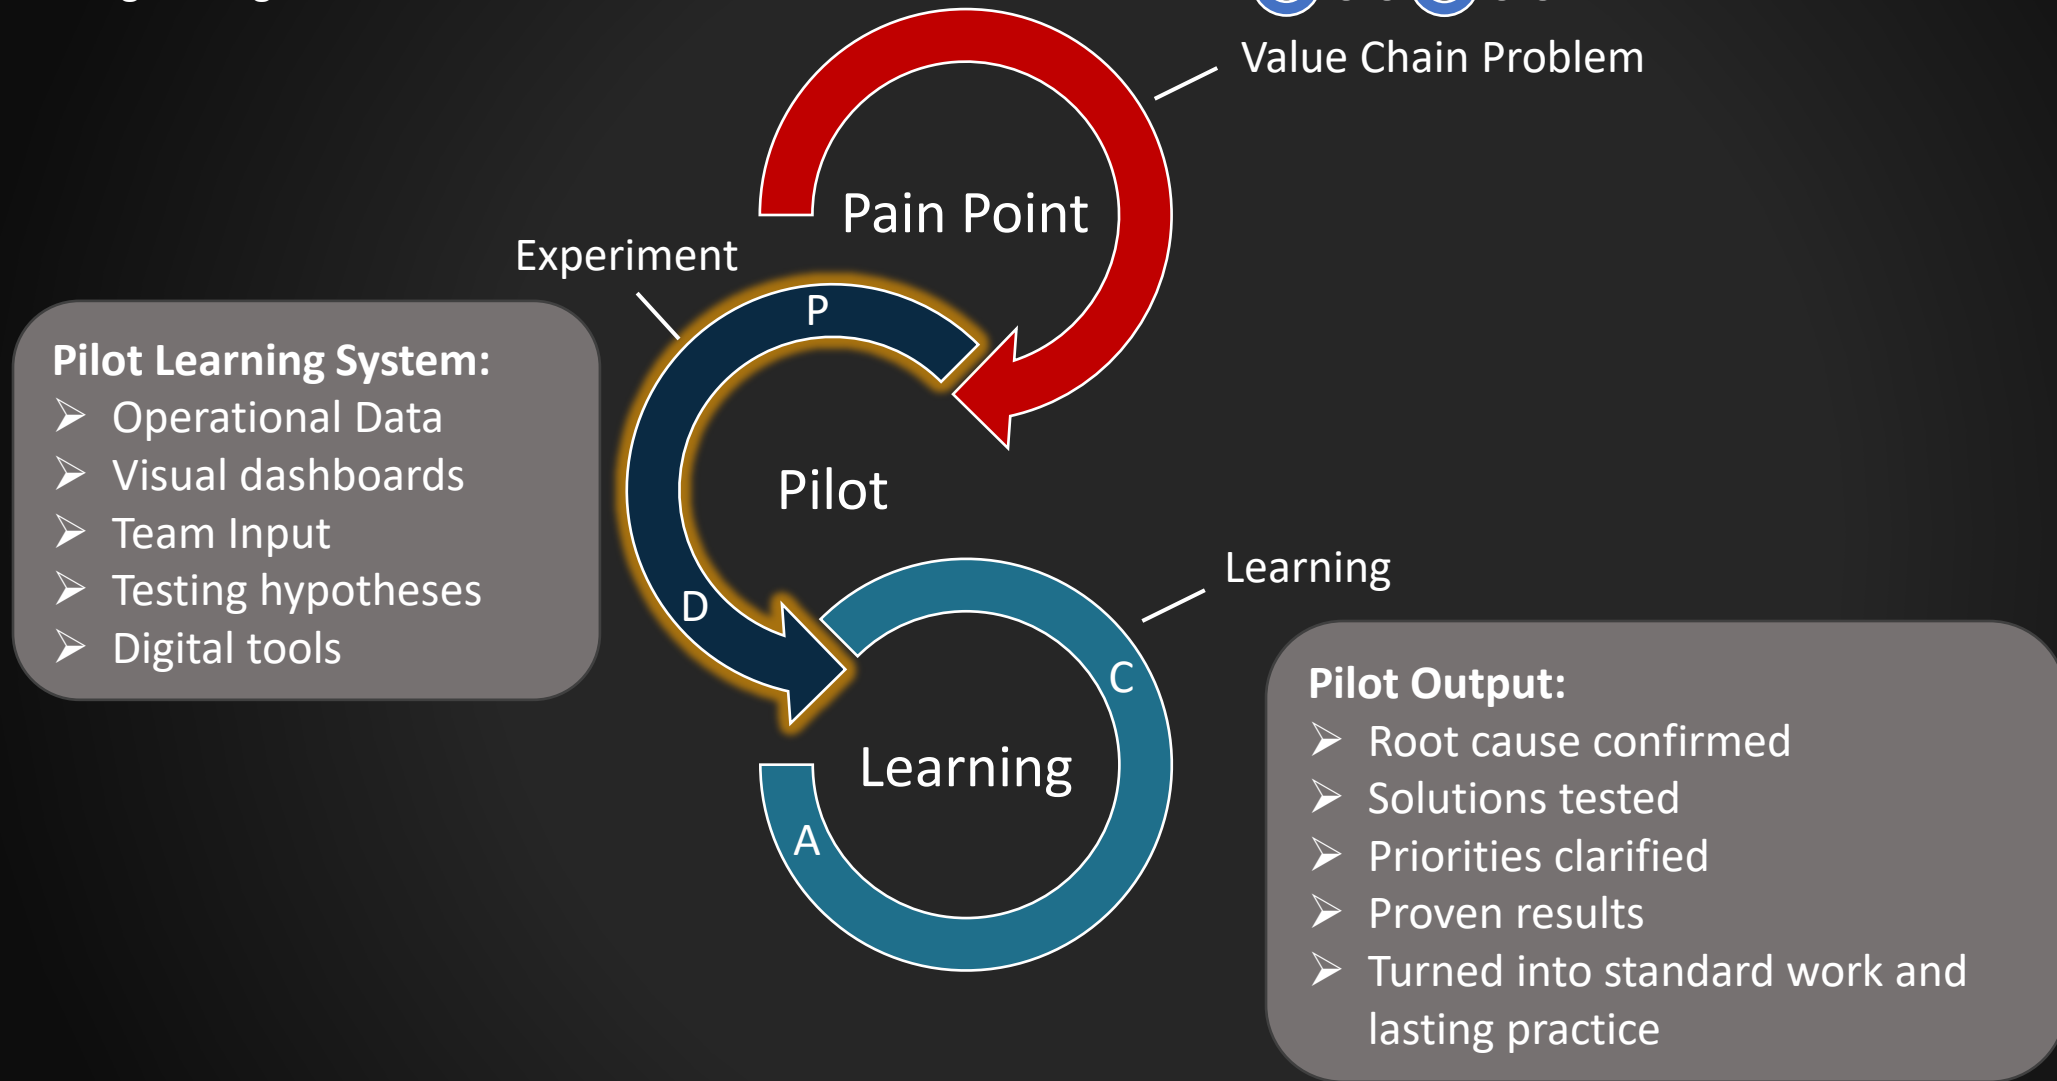 Value Chain Problem
Pain Point
Experiment
P
Pilot Learning System:
Operational Data
Visual dashboards
Team Input
Testing hypotheses
Digital tools
Pilot
D
Learning
C
Learning
A
Pilot Output:
Root cause confirmed
Solutions tested
Priorities clarified
Proven results
Turned into standard work and
lasting practice